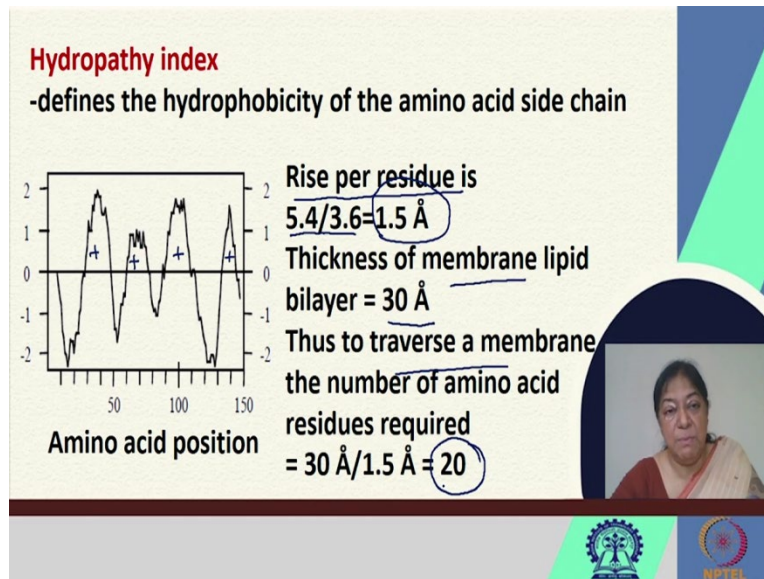 Hydropathy index
-defines the hydrophobicity of the amino acid side chain
2
1
0
-1
-2
2
1
0
-1
-2
+
+
+
+
50
100
150
Amino acid position
Rise per residue is
5.4/3.6=1.5 Å
Thickness of membrane lipid
bilayer = 30 Å
Thus to traverse a membrane
the number of amino acid
residues required
= 30 Å/1.5 Å = 20
NPTEL